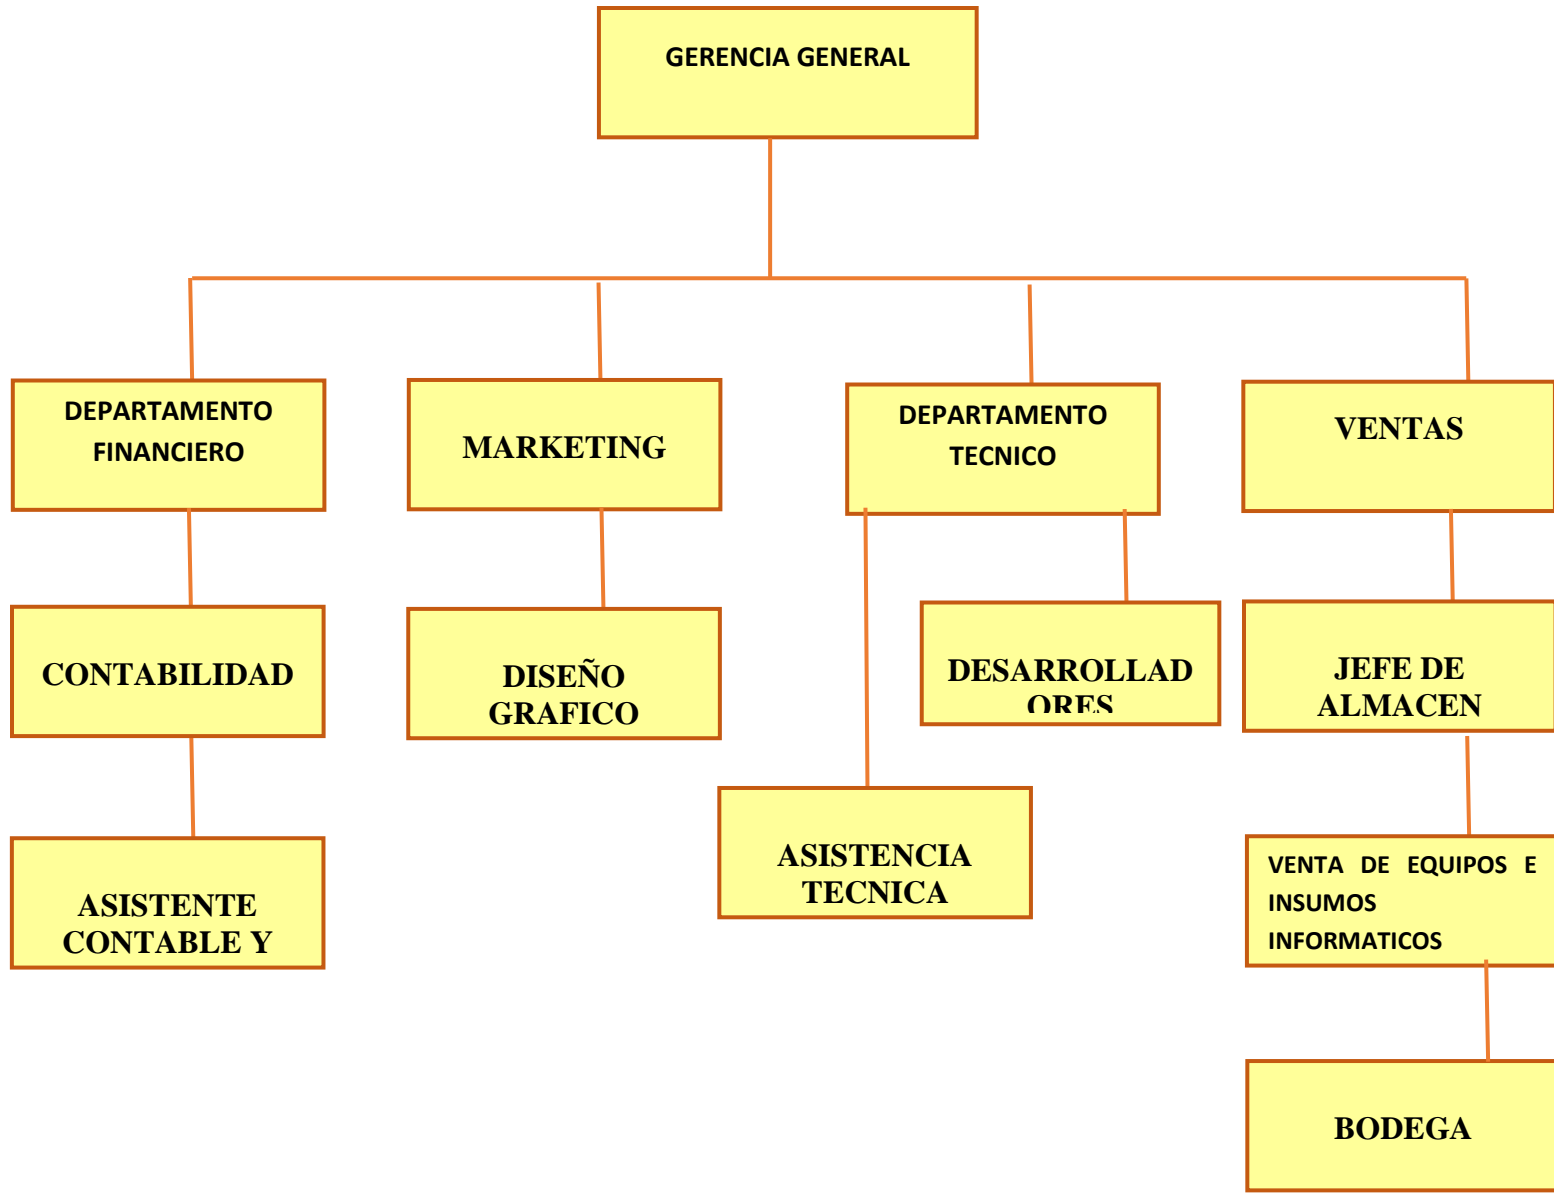 GERENCIA GENERAL
DEPARTAMENTO
FINANCIERO
MARKETING
DEPARTAMENTO
TECNICO
VENTAS
CONTABILIDAD
DISEÑO
GRAFICO
DESARROLLAD
ORES
JEFE DE
ALMACEN
ASISTENCIA
TECNICA
ASISTENTE
CONTABLE Y
VENTA DE EQUIPOS E
INSUMOS
INFORMATICOS
BODEGA